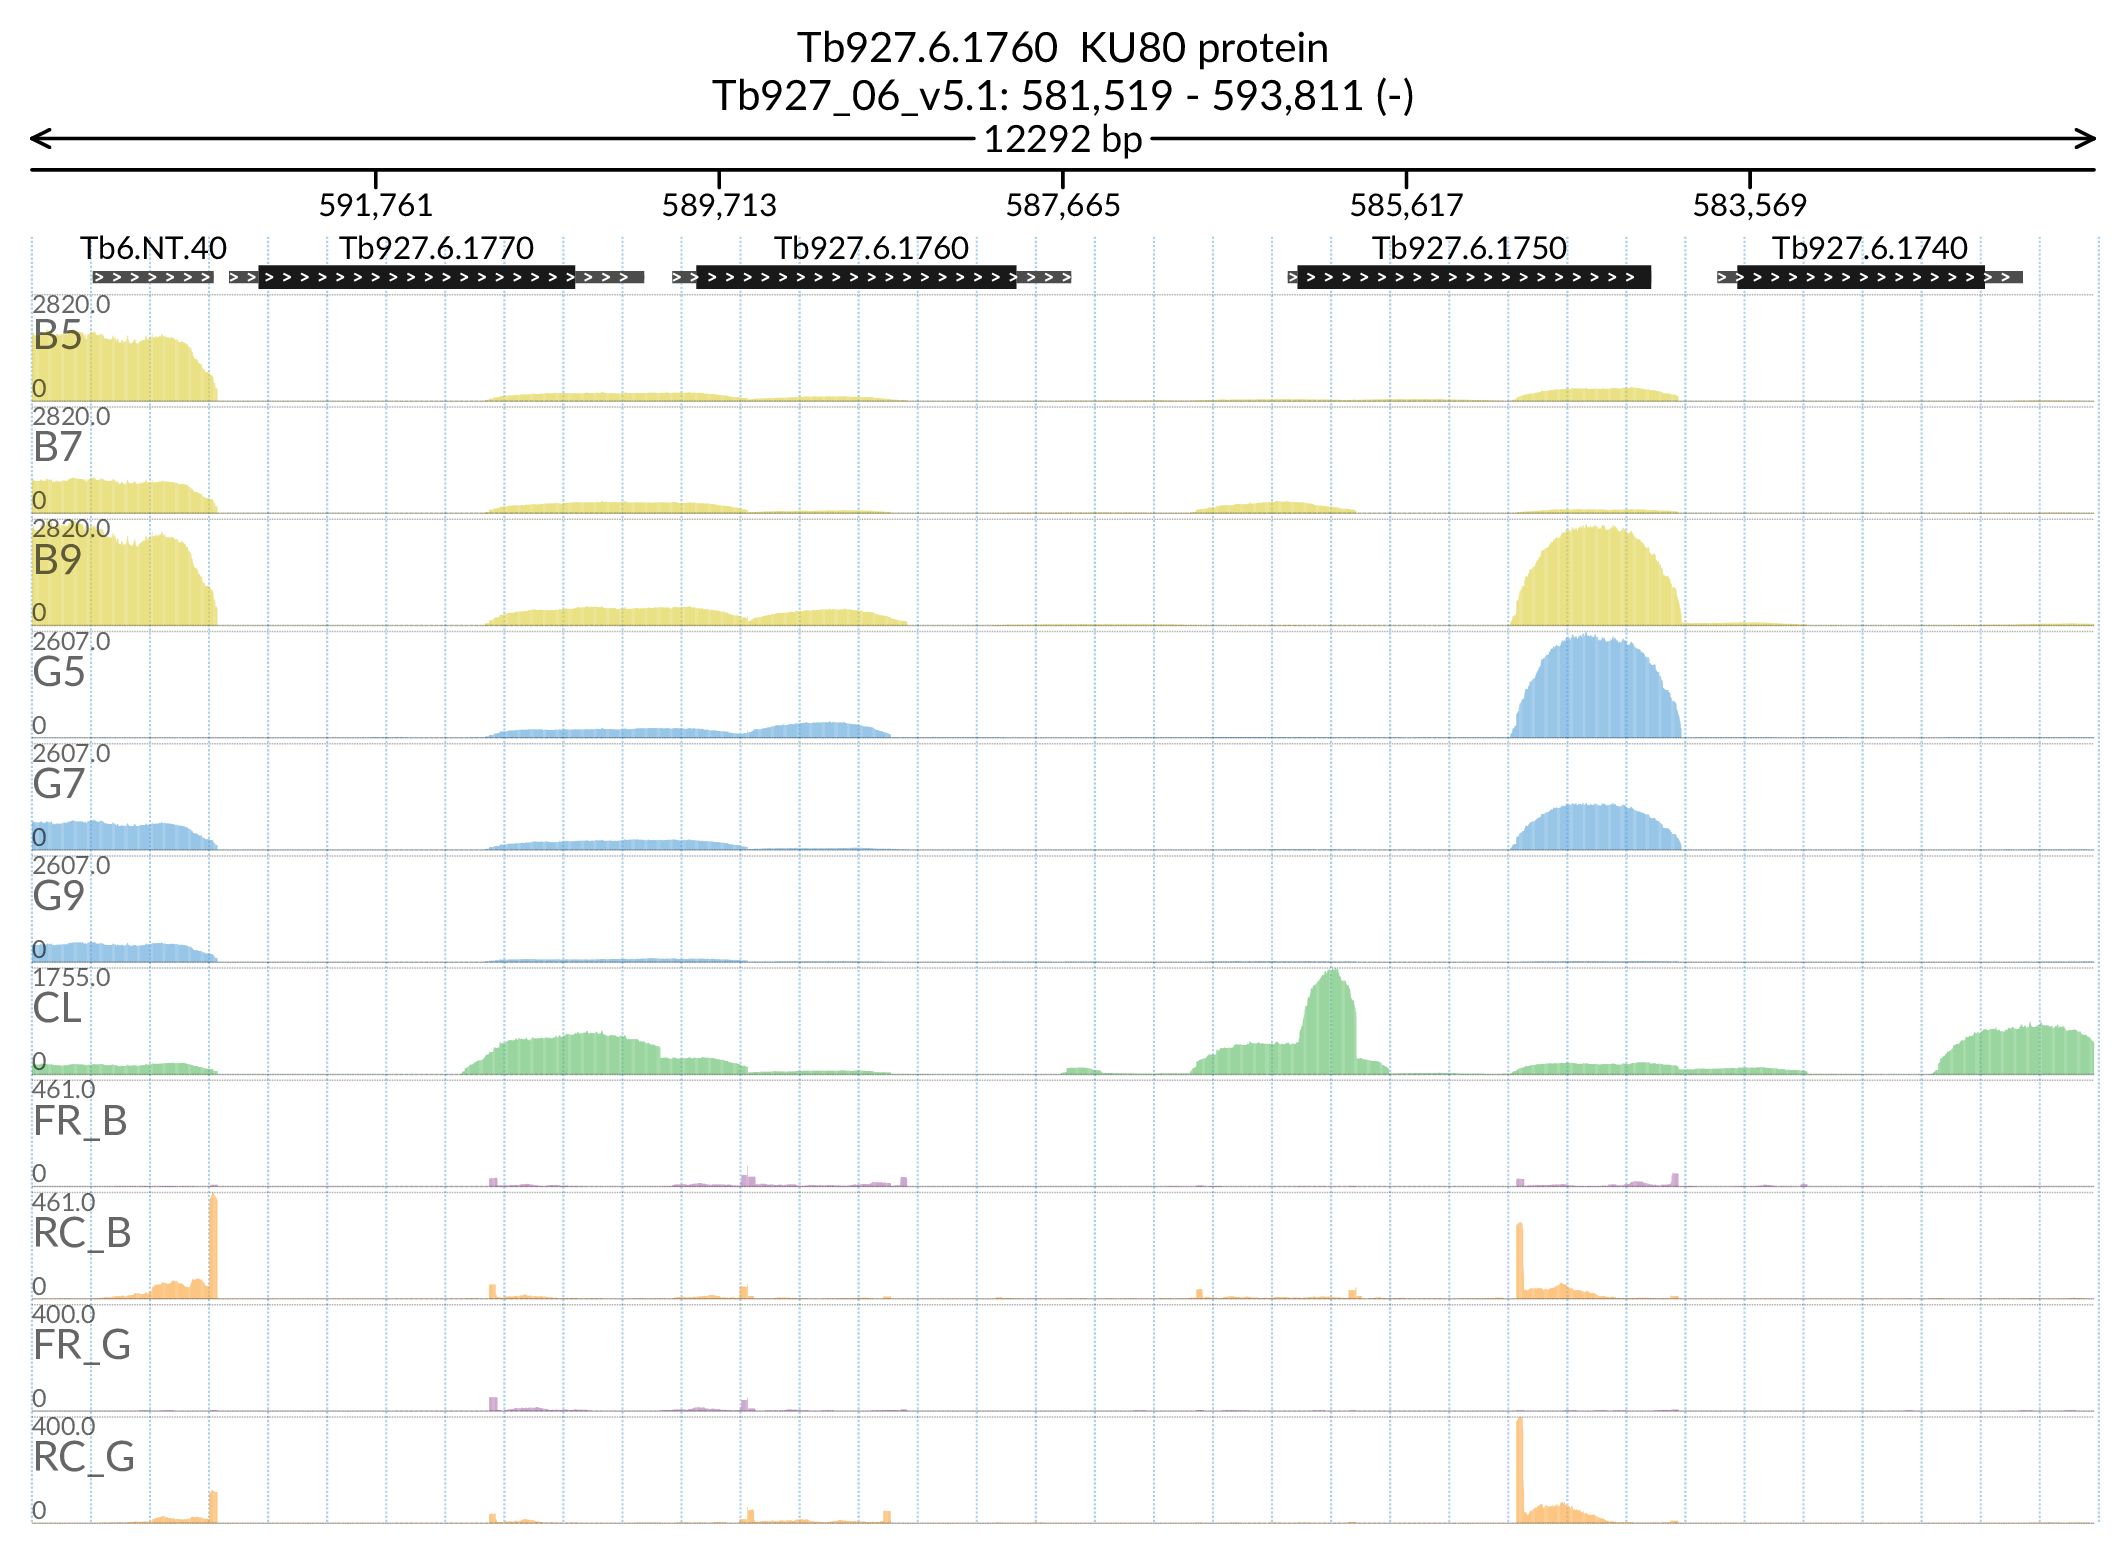 Tb927.6.1760  KU80 protein
Tb927_06_v5.1: 581,519 - 593,811 (-)
12292 bp
591,761 589,713 587,665 585,617 583,569
Tb6.NT.40 Tb927.6.1770 Tb927.6.1760 Tb927.6.1750 Tb927.6.1740
2820.0
B5
0
2820.0
B7
0
2820.0
B9
0
2607.0
G5
0
2607.0
G7
0
2607.0
G9
0
1755.0
CL
0
461.0
FR_B
0
461.0
RC_B
0
400.0
FR_G
0
400.0
RC_G
0